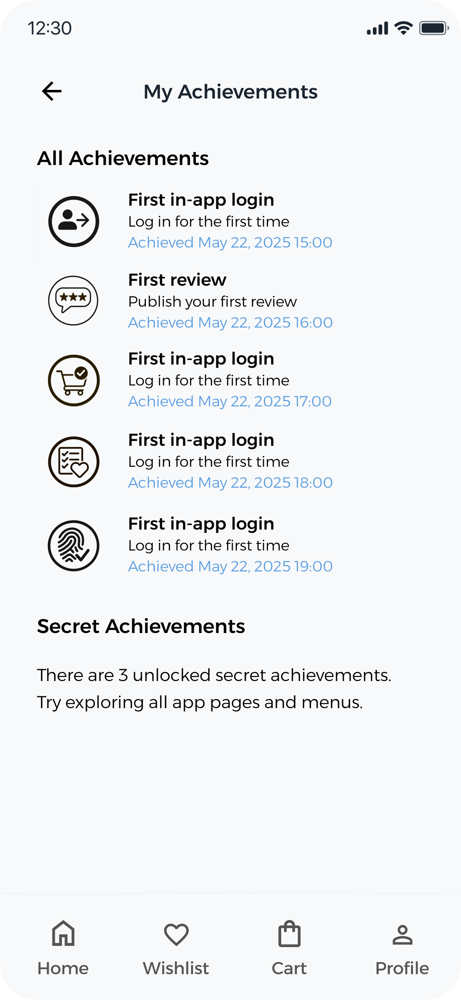 12:30
My Achievements
All Achievements
First in-app login
Log in for the first time
Achieved May 22, 2025 15:00
First review
Publish your first review
Achieved May 22, 2025 16:00
First in-app login
Log in for the first time
Achieved May 22, 2025 17:00
First in-app login
Log in for the first time
Achieved May 22, 2025 18:00
First in-app login
Log in for the first time
Achieved May 22, 2025 19:00
Secret Achievements
There are 3 unlocked secret achievements.
Try exploring all app pages and menus.
Home Wishlist Cart Profile